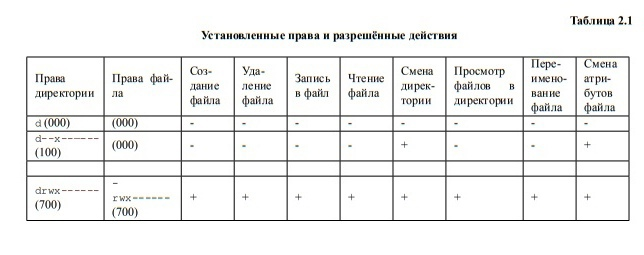 Таблица 2.1
Установленные права и разрешённые действия
Права директории | Права фай-ла | Соз-дание файла | Уда-ление файла | Запись в файл | Чтение файла | Смена дирек-тории | Просмотр файлов в директории | Пере-имено-вание файла | Смена атри-бутов файла
d (000) | (000) | - | - | - | - | - | - | - | -
d--x------ (100) | (000) | - | - | - | - | + | - | - | +
drwx------ (700) | -rwx------ (700) | + | + | + | + | + | + | + | +